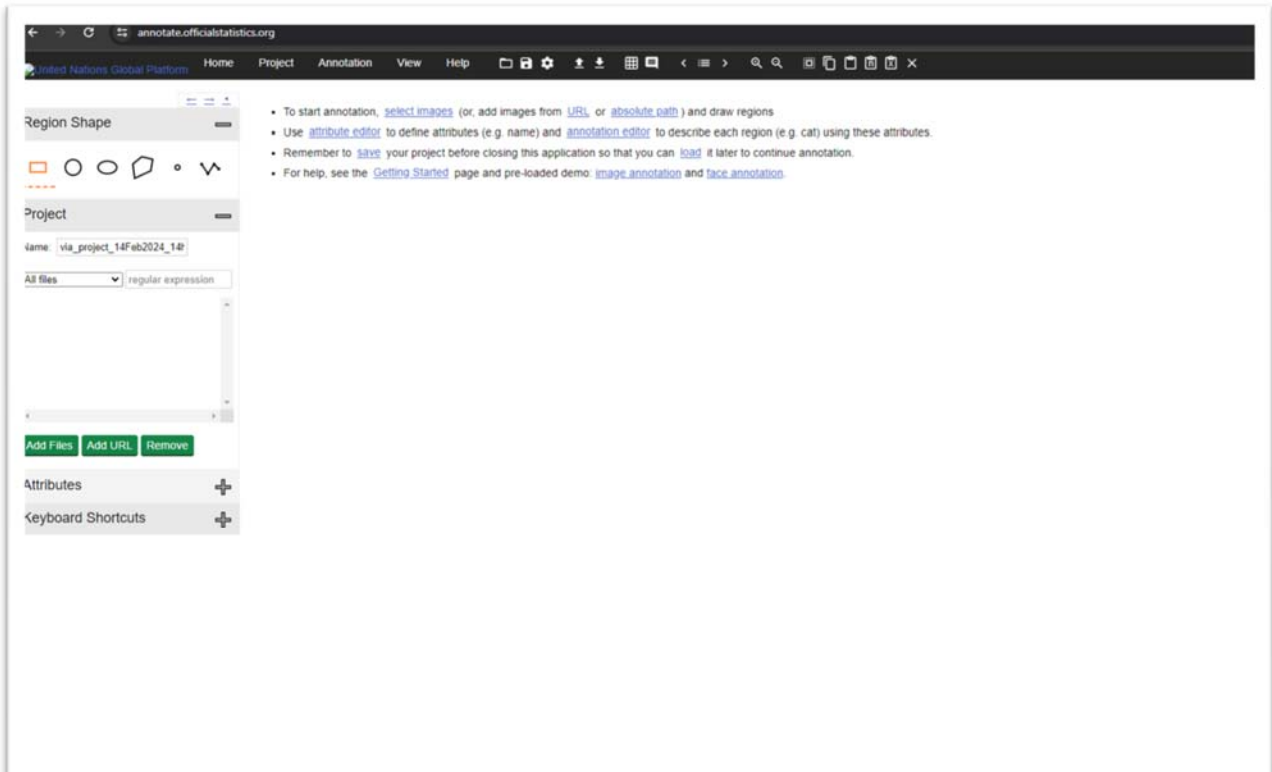 annotate.officialstatistics.org
United Nations Global Platform Home Project Annotation View Help
Region Shape
Project
Name: via_project_14Feb2024_14h
All files regular expression
Add Files Add URL Remove
Attributes
Keyboard Shortcuts
• To start annotation, select images (or, add images from URL or absolute path ) and draw regions
• Use attribute editor to define attributes (e.g. name) and annotation editor to describe each region (e.g. cat) using these attributes.
• Remember to save your project before closing this application so that you can load it later to continue annotation.
• For help, see the Getting Started page and pre-loaded demo: image annotation and face annotation.